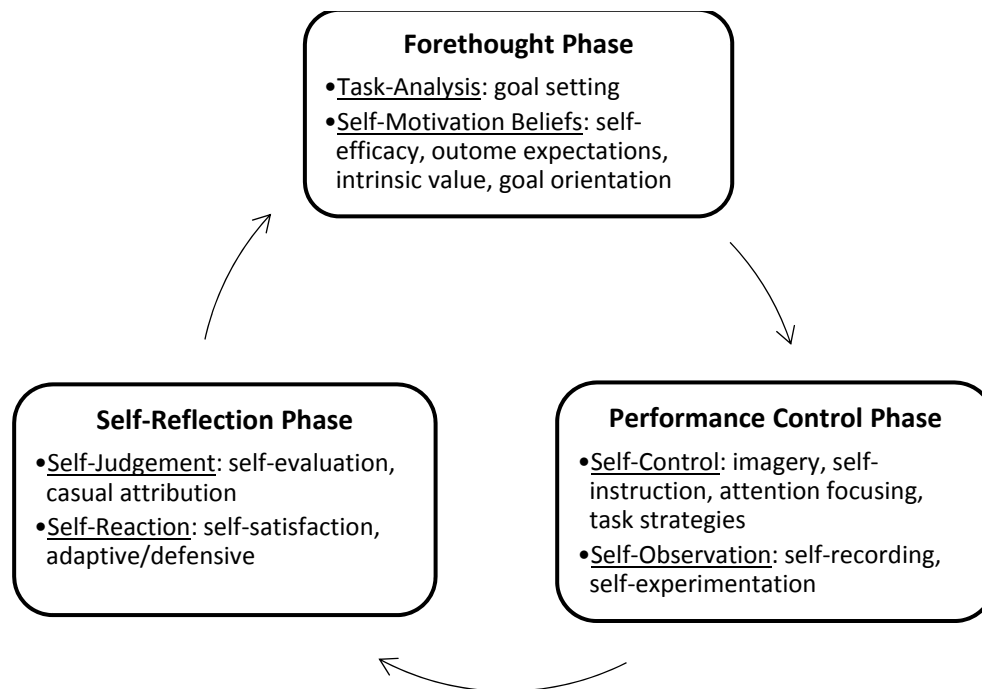 Forethought Phase
•Task-Analysis: goal setting
•Self-Motivation Beliefs: self-
efficacy, outome expectations,
intrinsic value, goal orientation
Self-Reflection Phase
•Self-Judgement: self-evaluation,
casual attribution
•Self-Reaction: self-satisfaction,
adaptive/defensive
Performance Control Phase
•Self-Control: imagery, self-
instruction, attention focusing,
task strategies
•Self-Observation: self-recording,
self-experimentation